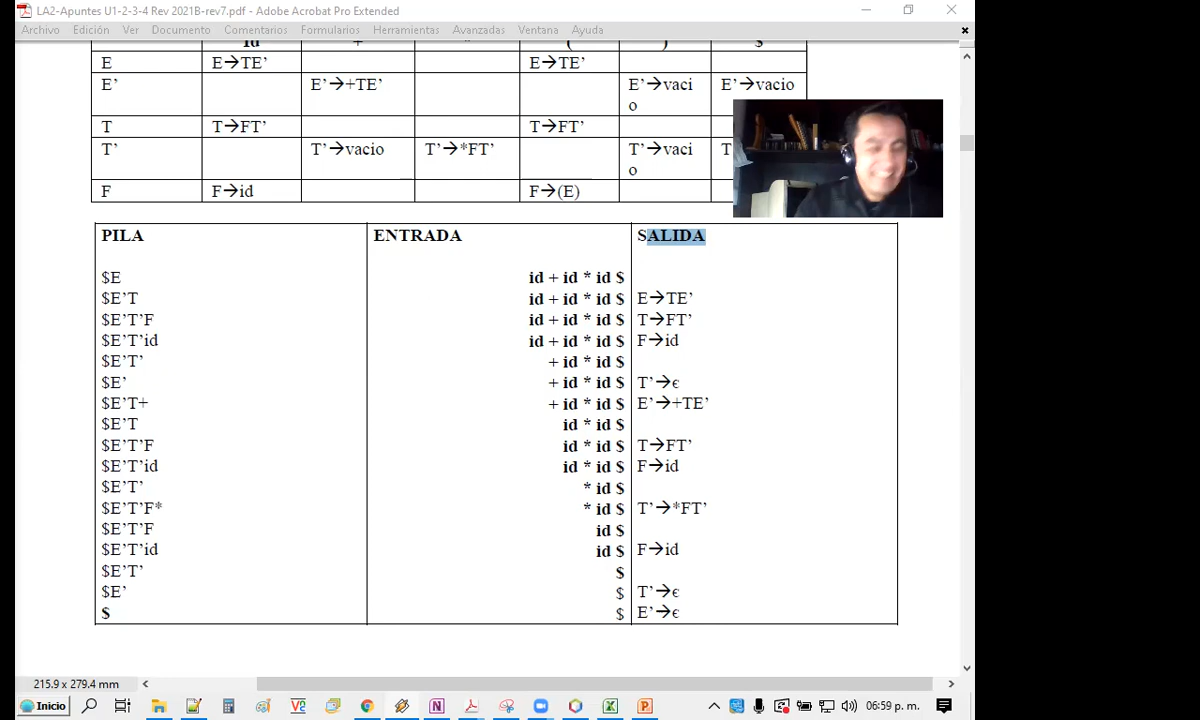 LA2-Apuntes U1-2-3-4 Rev 2021B-rev7.pdf - Adobe Acrobat Pro Extended
Archivo Edición Ver Documento Comentarios Formularios Herramientas Avanzadas Ventana Ayuda
id + ( ) $
E E→TE’ E→TE’
E’ E’→+TE’ E’→vaci E’→vacio
o
T T→FT’ T→FT’
T’ T’→vacio T’→*FT’ T’→vaci T
o
F F→id F→(E)
PILA ENTRADA SALIDA
$E id + id * id $
$E’T id + id * id $ E→TE’
$E’T’F id + id * id $ T→FT’
$E’T’id id + id * id $ F→id
$E’T’ + id * id $
$E’ + id * id $ T’→ϵ
$E’T+ + id * id $ E’→+TE’
$E’T id * id $
$E’T’F id * id $ T→FT’
$E’T’id id * id $ F→id
$E’T’ * id $
$E’T’F* * id $ T’→*FT’
$E’T’F id $
$E’T’id id $ F→id
$E’T’ $
$E’ $ T’→ϵ
$ $ E’→ϵ
215.9 x 279.4 mm
Inicio 06:59 p. m.